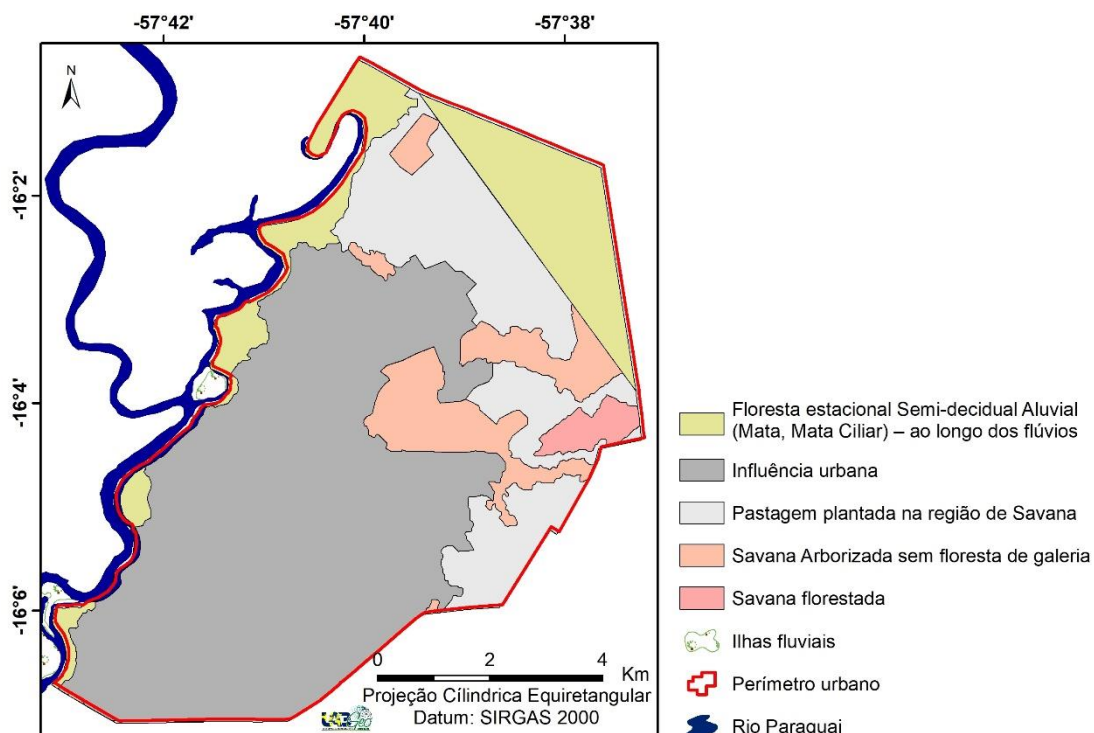 -57°42'
-57°40'
-57°38'
N
-16°2'
-16°4'
-16°6'
0
2
4
Km
Projeção Cílindrica Equiretangular
Datum: SIRGAS 2000
Floresta estacional Semi-decidual Aluvial
(Mata, Mata Ciliar) – ao longo dos flúvios
Influência urbana
Pastagem plantada na região de Savana
Savana Arborizada sem floresta de galeria
Savana florestada
Ilhas fluviais
Perímetro urbano
Rio Paraguai